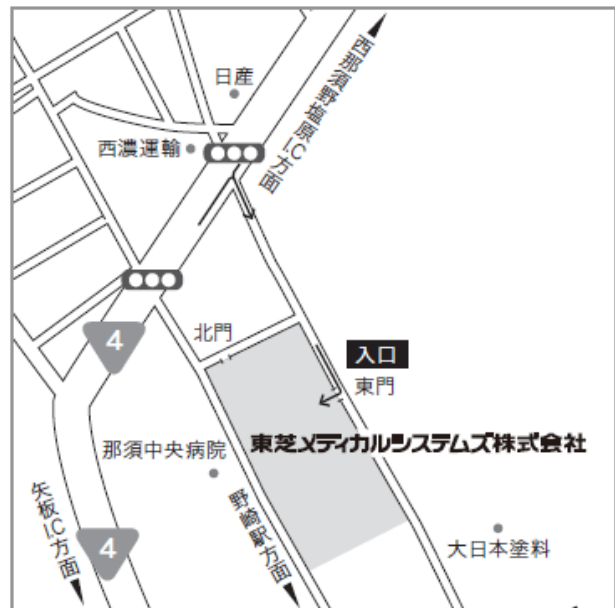 日産
西那須野塩原I.C方面
西濃運輸
4
北門
入口
東門
東芝メディカルシステムズ株式会社
那須中央病院
矢板I.C方面
4
野崎駅方面
大日本塗料